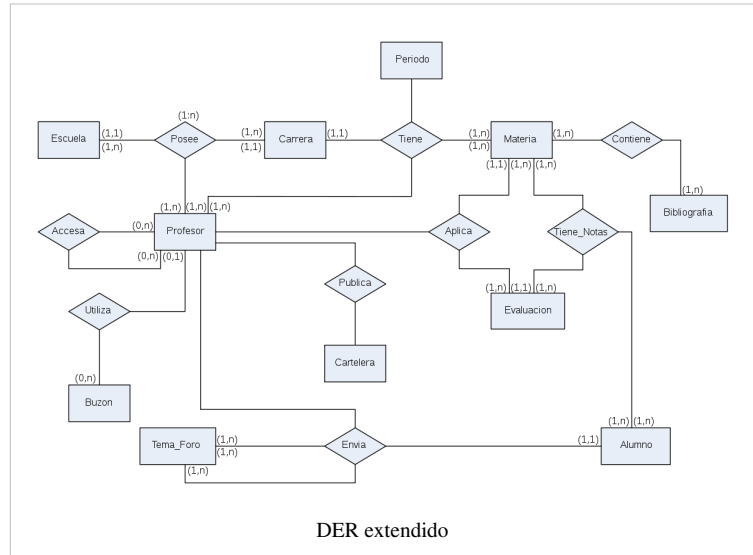 Periodo
(1:n)
Escuela (1,1) (1,n) Posee (1,n) (1,1) Carrera (1,1) Tiene (1,n) (1,n) Materia (1,n) Contiene
(1,1) (1,n) (1,n)
(1,n) (1,n) (1,n) (1,n)
Bibliografia
Accesa (0,n) Profesor Aplica Tiene_Notas
(0,n) (0,1)
Publica
Utiliza (1,n) (1,1) (1,n)
Evaluacion
Cartelera
(0,n)
Buzon
(1,n) (1,n)
Tema_Foro (1,n) (1,n) Envia (1,1) Alumno
(1,n)
DER extendido